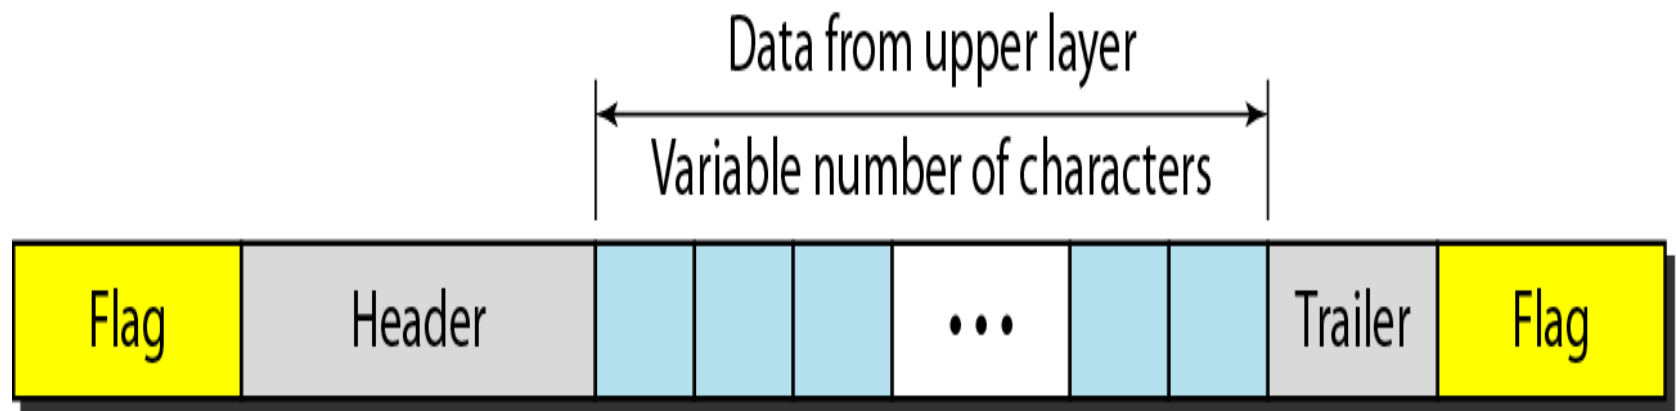 Data from upper layer
Variable number of characters
Flag Header ... Trailer Flag